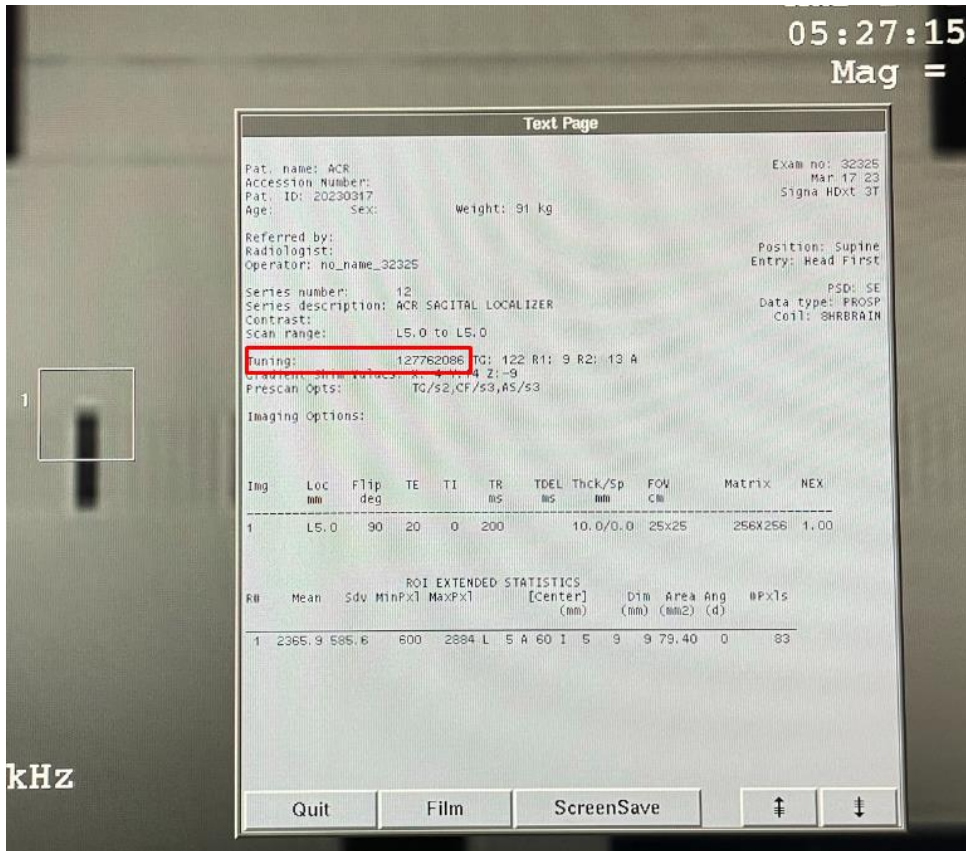 05:27:15
Mag =
Text Page
Pat. name: ACR
Exam no: 32325
Accession Number:
Mar 17 23
Pat. ID: 20230317
Signa HDxt 3T
Age: Sex: Weight: 91 kg
Referred by:
Radiologist:
Position: Supine
Operator: no_name_32325
Entry: Head First
Series number: 12
PSD: SE
Series description: ACR SAGITAL LOCALIZER
Data type: PROSP
Contrast:
Coil: 8HRBRAIN
Scan range: L5.0 to L5.0
Tuning: 127762086 TG: 122 R1: 9 R2: 13 A
Gradient Shim Values: X: 4 Z:-9
Prescan Opts: TG/s2,CF/s3,AS/s3
1
Imaging Options:
Img Loc Flip TE TI TR TDEL Thck/Sp FOV Matrix NEX
mm deg ms ms mm cm
1 L5.0 90 20 0 200 10.0/0.0 25x25 256X256 1.00
ROI EXTENDED STATISTICS
R# Mean Sdv MinPxl MaxPxl [Center] Dim Area Ang #Pxls
(mm) (mm) (mm2) (d)
1 2365.9 585.6 600 2884 L 5 A 60 I 5 9 9 79.40 0 83
kHz
Quit Film ScreenSave